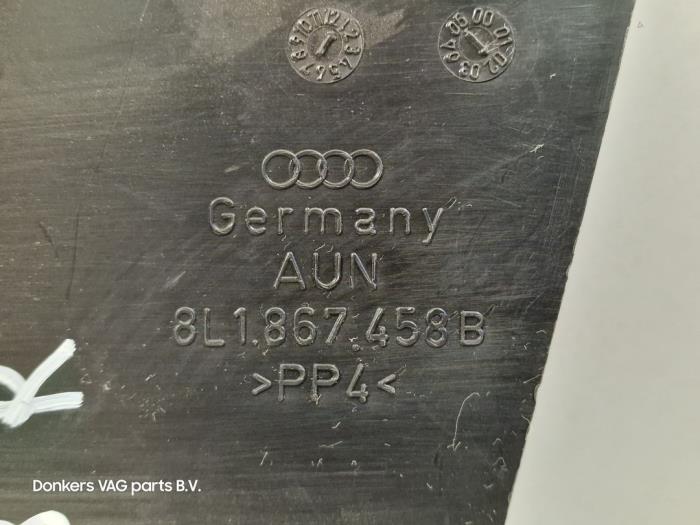 Germany
AUN
8L1.867.458B
>PP4<
Donkers VAG parts B.V.